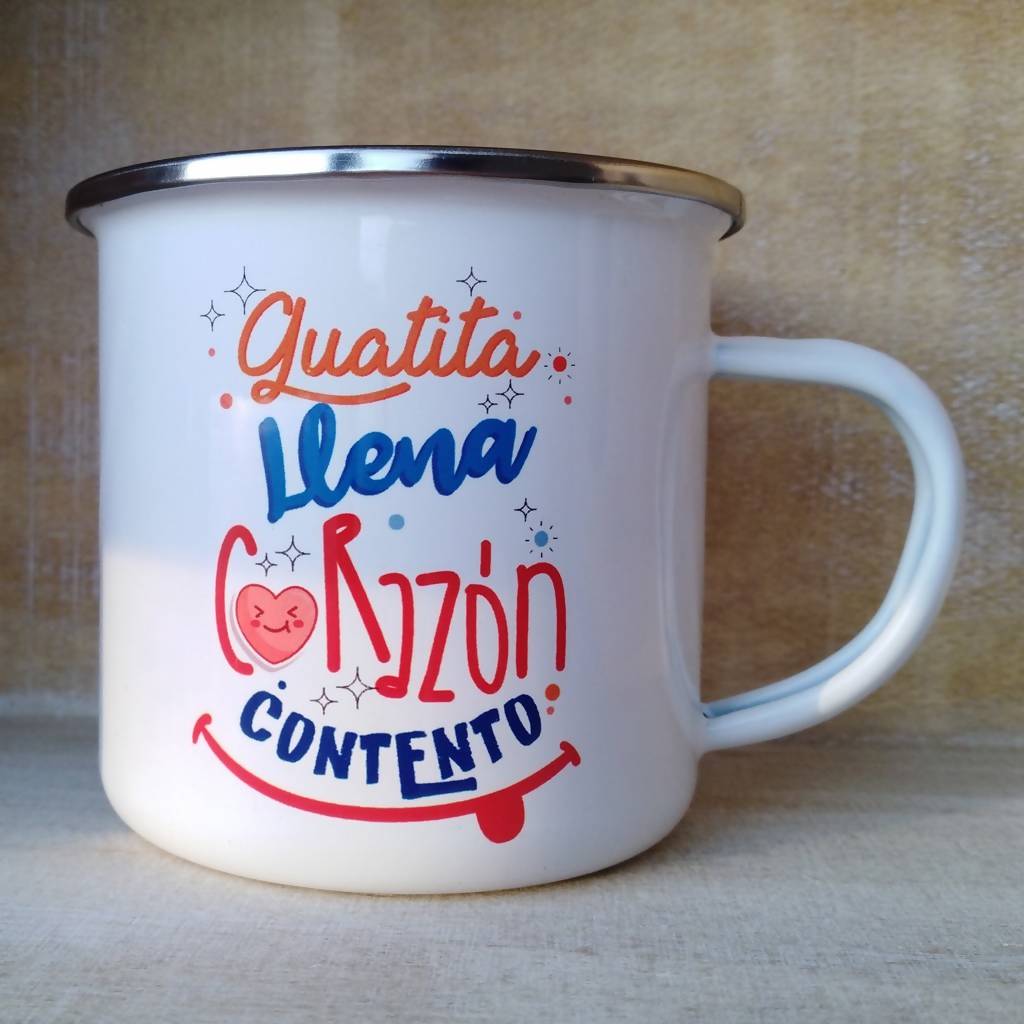 Guatita
Llena
CoRazón
CONTENTO